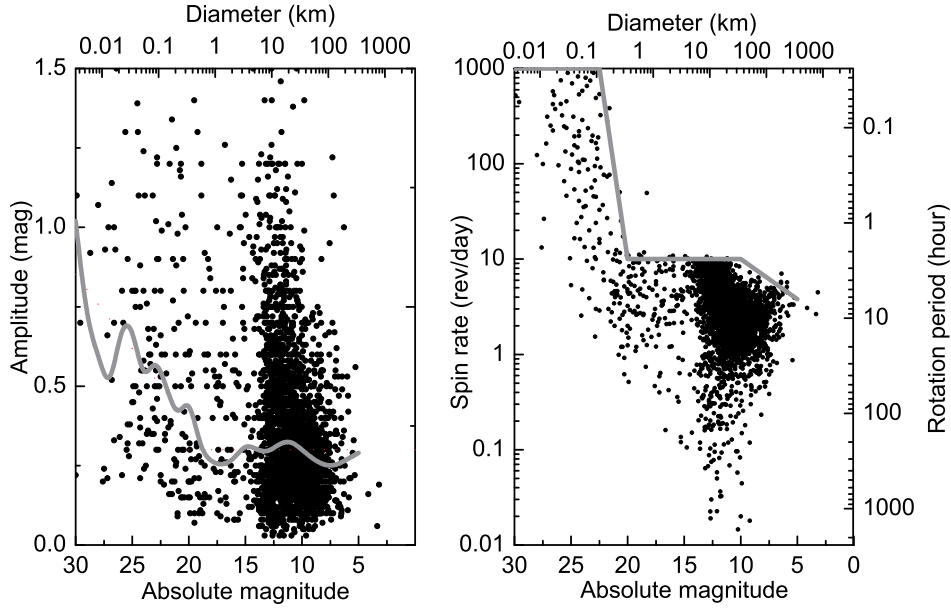 Diameter (km)
0.01 0.1 1 10 100 1000
1.5
1.0
0.5
0.0
Amplitude (mag)
30 25 20 15 10 5
Absolute magnitude
Diameter (km)
0.01 0.1 1 10 100 1000
1000
100
10
1
0.1
0.01
Spin rate (rev/day)
0.1
1
10
100
1000
Rotation period (hour)
30 25 20 15 10 5 0
Absolute magnitude